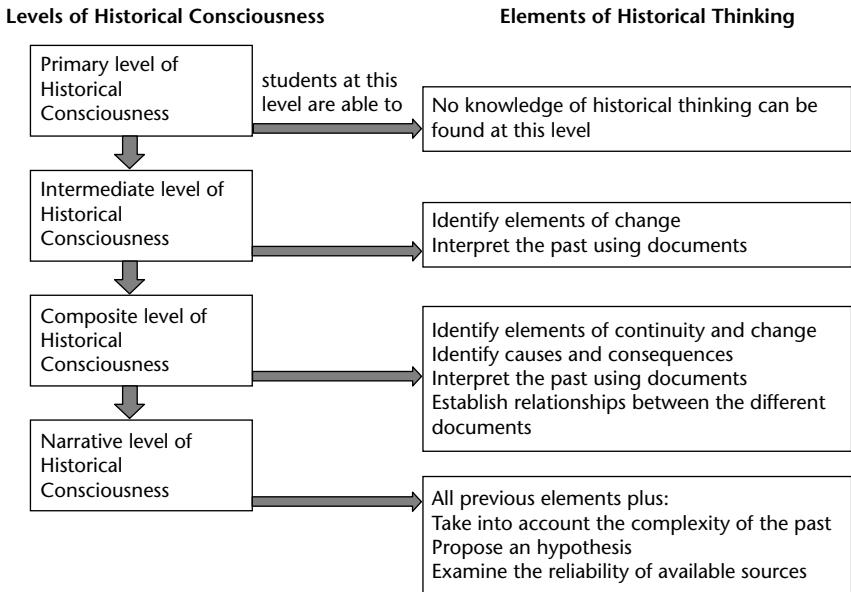 Levels of Historical Consciousness
Elements of Historical Thinking
Primary level of
Historical
Consciousness
students at this
level are able to
No knowledge of historical thinking can be
found at this level
Intermediate level of
Historical
Consciousness
Identify elements of change
Interpret the past using documents
Composite level of
Historical
Consciousness
Identify elements of continuity and change
Identify causes and consequences
Interpret the past using documents
Establish relationships between the different
documents
Narrative level of
Historical
Consciousness
All previous elements plus:
Take into account the complexity of the past
Propose an hypothesis
Examine the reliability of available sources